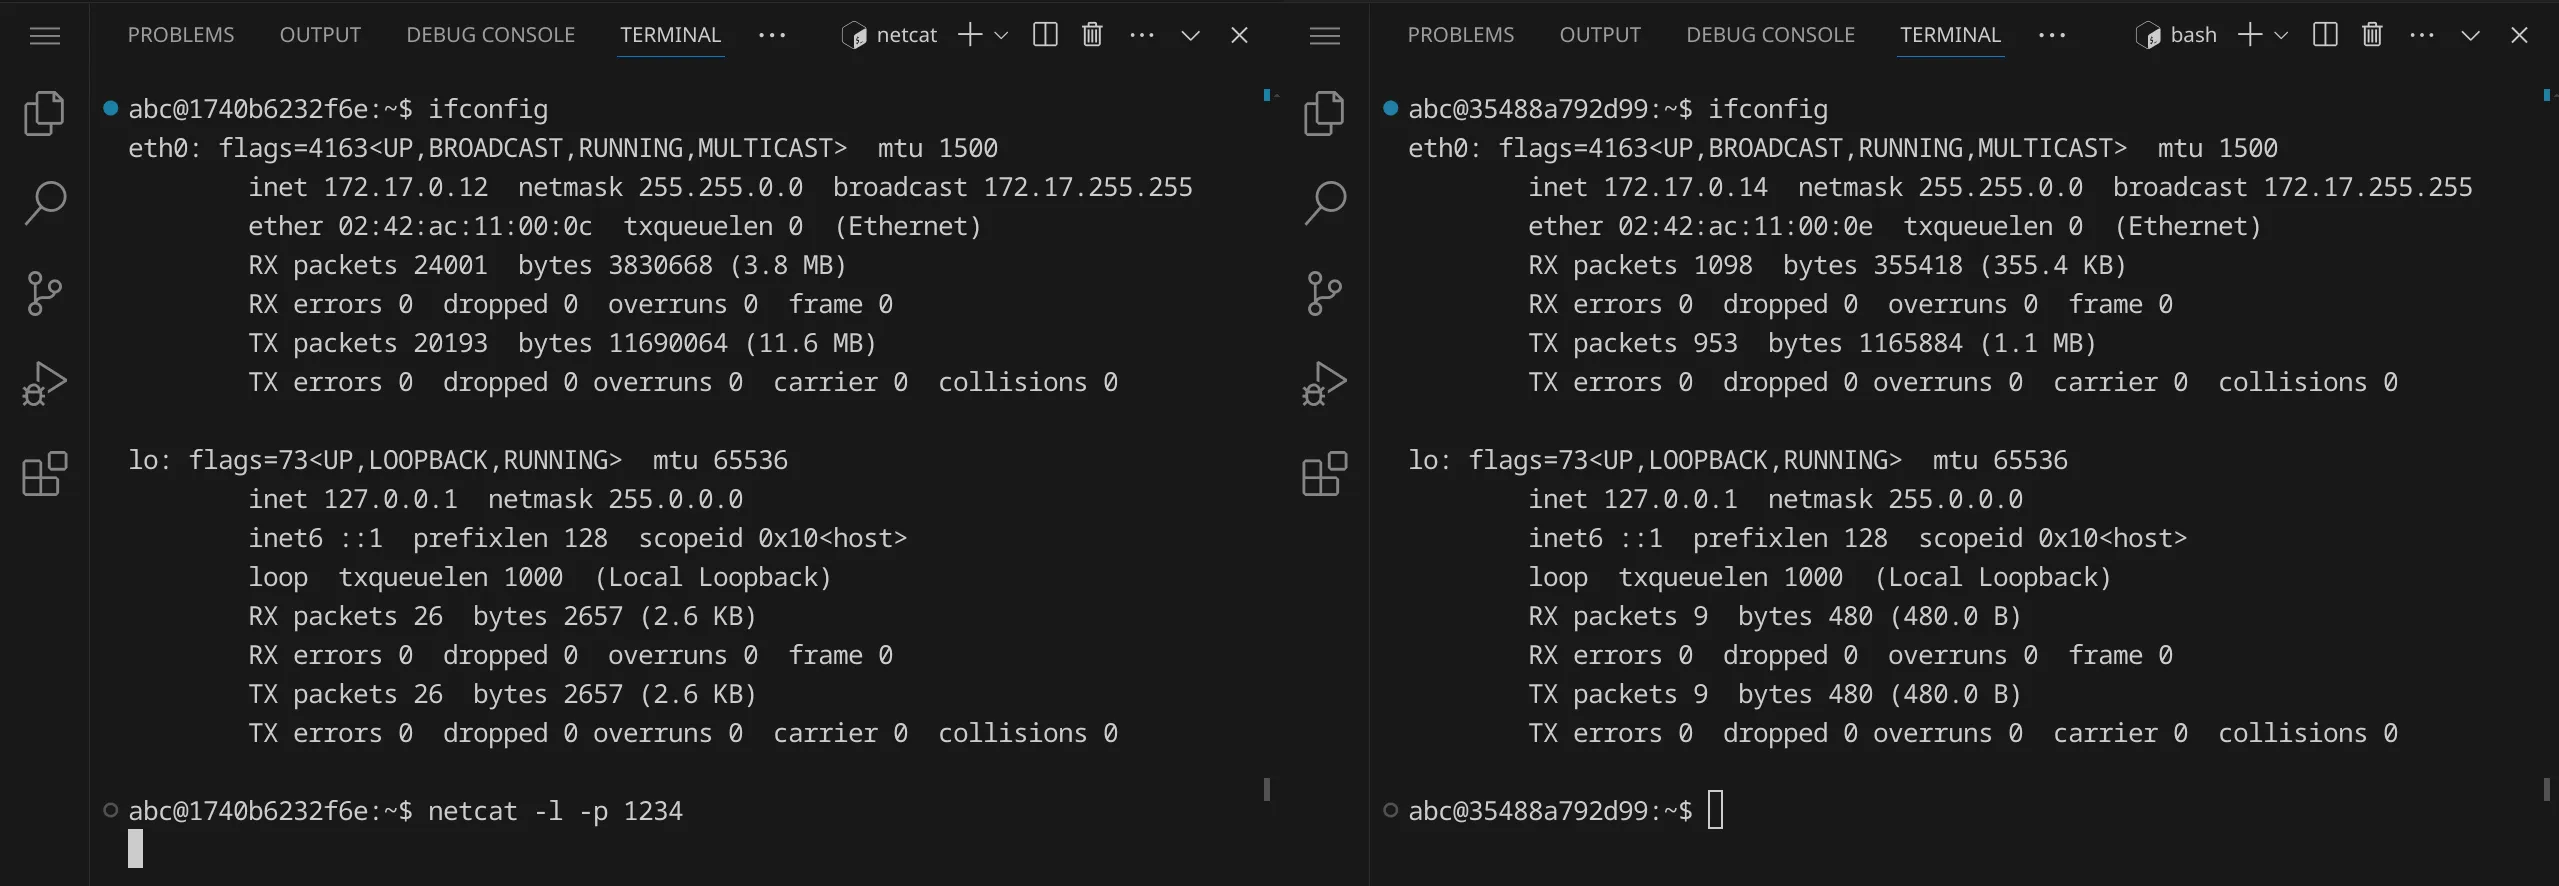 PROBLEMS OUTPUT DEBUG CONSOLE TERMINAL ··· netcat
abc@1740b6232f6e:~$ ifconfig
eth0: flags=4163<UP,BROADCAST,RUNNING,MULTICAST>  mtu 1500
        inet 172.17.0.12  netmask 255.255.0.0  broadcast 172.17.255.255
        ether 02:42:ac:11:00:0c  txqueuelen 0  (Ethernet)
        RX packets 24001  bytes 3830668 (3.8 MB)
        RX errors 0  dropped 0  overruns 0  frame 0
        TX packets 20193  bytes 11690064 (11.6 MB)
        TX errors 0  dropped 0 overruns 0  carrier 0  collisions 0
lo: flags=73<UP,LOOPBACK,RUNNING>  mtu 65536
        inet 127.0.0.1  netmask 255.0.0.0
        inet6 ::1  prefixlen 128  scopeid 0x10<host>
        loop  txqueuelen 1000  (Local Loopback)
        RX packets 26  bytes 2657 (2.6 KB)
        RX errors 0  dropped 0  overruns 0  frame 0
        TX packets 26  bytes 2657 (2.6 KB)
        TX errors 0  dropped 0 overruns 0  carrier 0  collisions 0
abc@1740b6232f6e:~$ netcat -l -p 1234
PROBLEMS OUTPUT DEBUG CONSOLE TERMINAL ··· bash
abc@35488a792d99:~$ ifconfig
eth0: flags=4163<UP,BROADCAST,RUNNING,MULTICAST>  mtu 1500
        inet 172.17.0.14  netmask 255.255.0.0  broadcast 172.17.255.255
        ether 02:42:ac:11:00:0e  txqueuelen 0  (Ethernet)
        RX packets 1098  bytes 355418 (355.4 KB)
        RX errors 0  dropped 0  overruns 0  frame 0
        TX packets 953  bytes 1165884 (1.1 MB)
        TX errors 0  dropped 0 overruns 0  carrier 0  collisions 0
lo: flags=73<UP,LOOPBACK,RUNNING>  mtu 65536
        inet 127.0.0.1  netmask 255.0.0.0
        inet6 ::1  prefixlen 128  scopeid 0x10<host>
        loop  txqueuelen 1000  (Local Loopback)
        RX packets 9  bytes 480 (480.0 B)
        RX errors 0  dropped 0  overruns 0  frame 0
        TX packets 9  bytes 480 (480.0 B)
        TX errors 0  dropped 0 overruns 0  carrier 0  collisions 0
abc@35488a792d99:~$